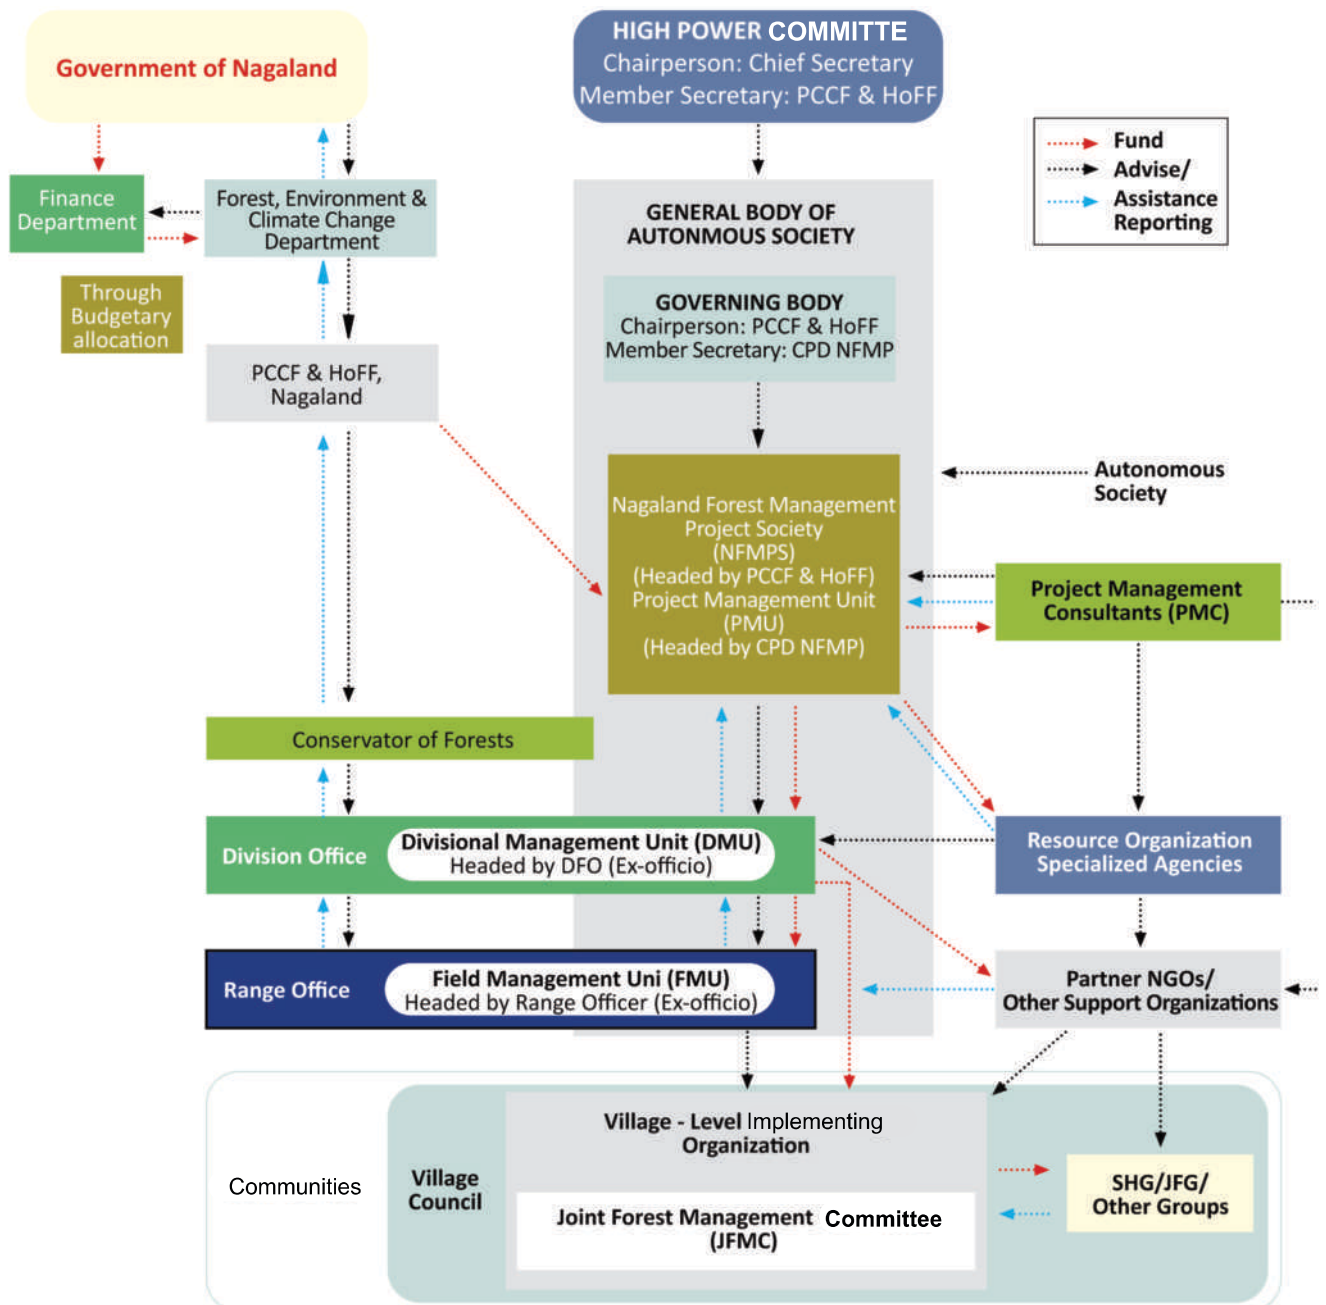 Government of Nagaland
HIGH POWER COMMITTE
Chairperson: Chief Secretary
Member Secretary: PCCF & HoFF
Fund
Advise/
Assistance
Reporting
Finance
Department
Forest, Environment &
Climate Change
Department
GENERAL BODY OF
AUTONMOUS SOCIETY
Through
Budgetary
allocation
GOVERNING BODY
Chairperson: PCCF & HoFF
Member Secretary: CPD NFMP
PCCF & HoFF,
Nagaland
Autonomous
Society
Nagaland Forest Management
Project Society
(NFMPS)
(Headed by PCCF & HoFF)
Project Management Unit
(PMU)
(Headed by CPD NFMP)
Project Management
Consultants (PMC)
Conservator of Forests
Division Office
Divisional Management Unit (DMU)
Headed by DFO (Ex-officio)
Resource Organization
Specialized Agencies
Range Office
Field Management Uni (FMU)
Headed by Range Officer (Ex-officio)
Partner NGOs/
Other Support Organizations
Communities
Village
Council
Village - Level Implementing
Organization
Joint Forest Management Committee
(JFMC)
SHG/JFG/
Other Groups